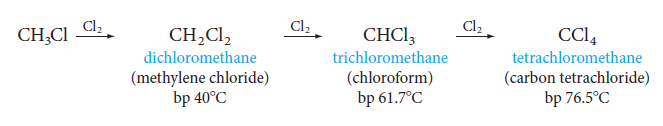 CH₃Cl Cl₂ CH₂Cl₂ Cl₂ CHCl₃ Cl₂ CCl₄
dichloromethane trichloromethane tetrachloromethane
(methylene chloride) (chloroform) (carbon tetrachloride)
bp 40°C bp 61.7°C bp 76.5°C